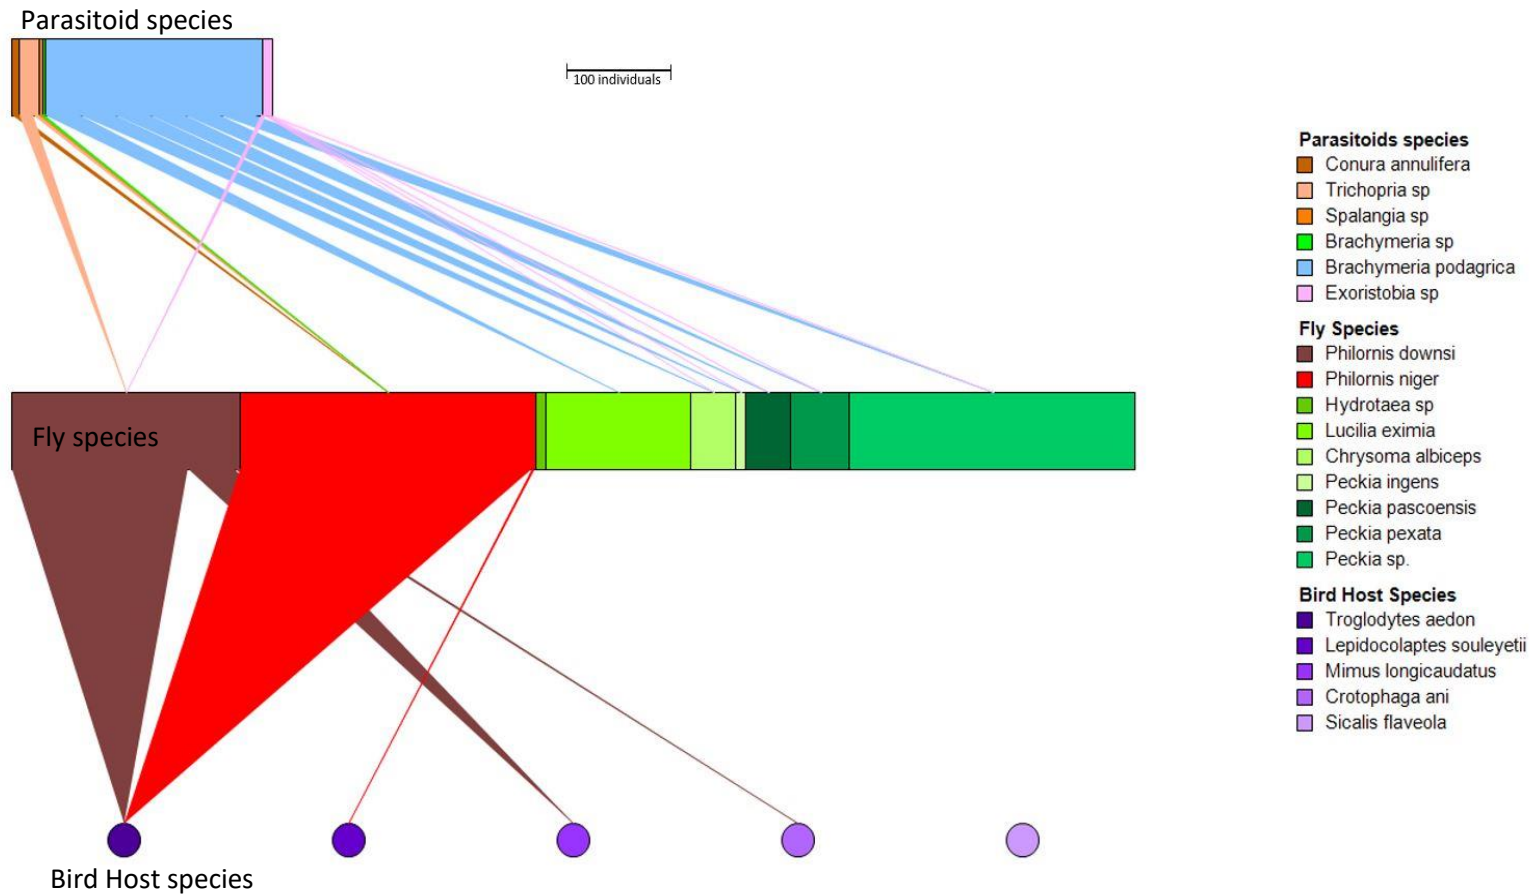 Parasitoid species
100 individuals
Parasitoids species
Conura annulifera
Trichopria sp
Spalangia sp
Brachymeria sp
Brachymeria podagrica
Exoristobia sp
Fly Species
Philornis downsi
Philornis niger
Hydrotaea sp
Lucilia eximia
Chrysoma albiceps
Peckia ingens
Peckia pascoensis
Peckia pexata
Peckia sp.
Bird Host Species
Troglodytes aedon
Lepidocolaptes souleyetii
Mimus longicaudatus
Crotophaga ani
Sicalis flaveola
Fly species
Bird Host species